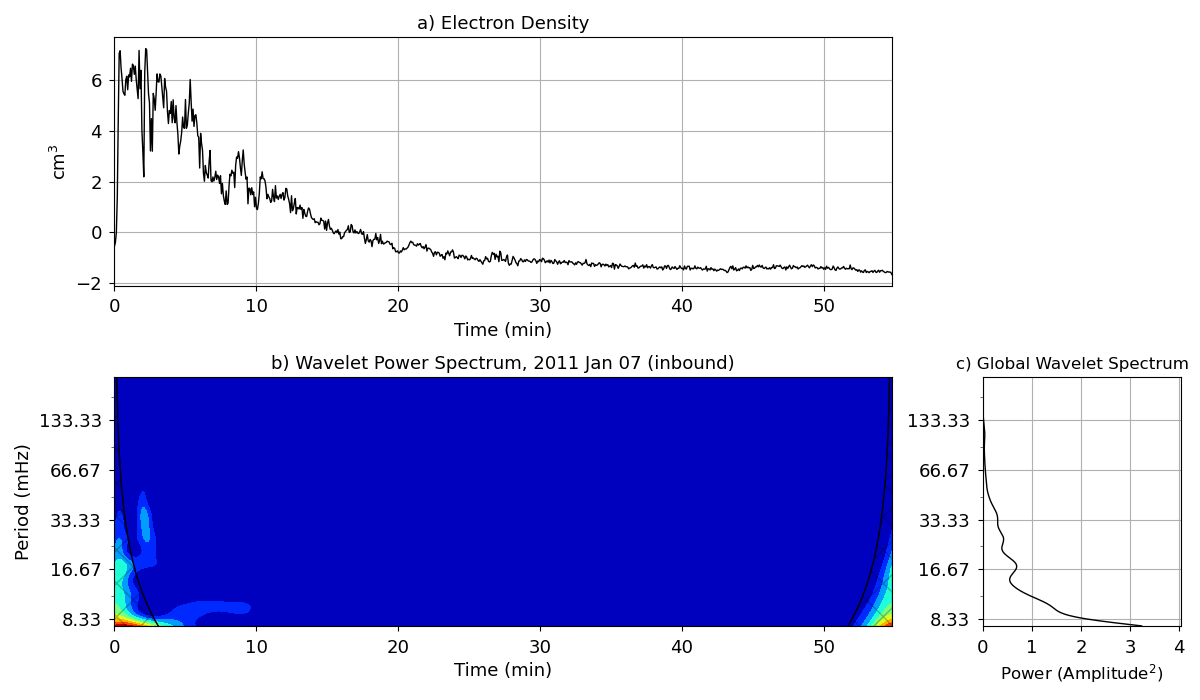 a) Electron Density
cm³
6
4
2
0
−2
0 10 20 30 40 50
Time (min)
b) Wavelet Power Spectrum, 2011 Jan 07 (inbound)
Period (mHz)
133.33
66.67
33.33
16.67
8.33
0 10 20 30 40 50
Time (min)
c) Global Wavelet Spectrum
133.33
66.67
33.33
16.67
8.33
0 1 2 3 4
Power (Amplitude²)